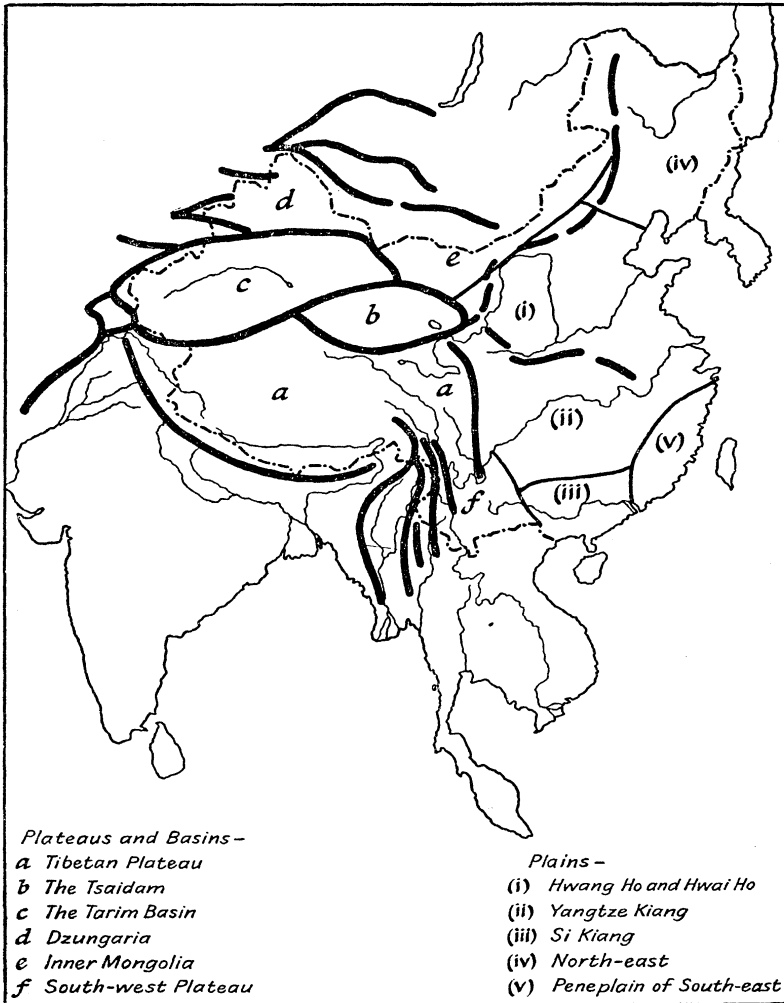 (iv)
d
e
c
(i)
b
a
a
(ii)
(v)
(iii)
f
Plateaus and Basins –
a Tibetan Plateau
b The Tsaidam
c The Tarim Basin
d Dzungaria
e Inner Mongolia
f South-west Plateau
Plains –
(i) Hwang Ho and Hwai Ho
(ii) Yangtze Kiang
(iii) Si Kiang
(iv) North-east
(v) Peneplain of South-east